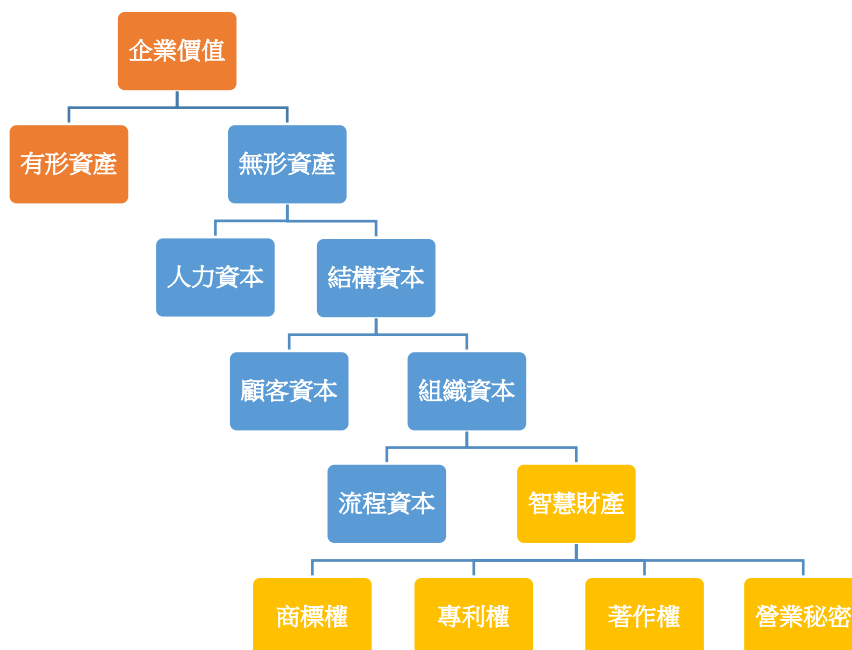 企業價值
有形資產
無形資產
人力資本
結構資本
顧客資本
組織資本
流程資本
智慧財產
商標權
專利權
著作權
營業秘密